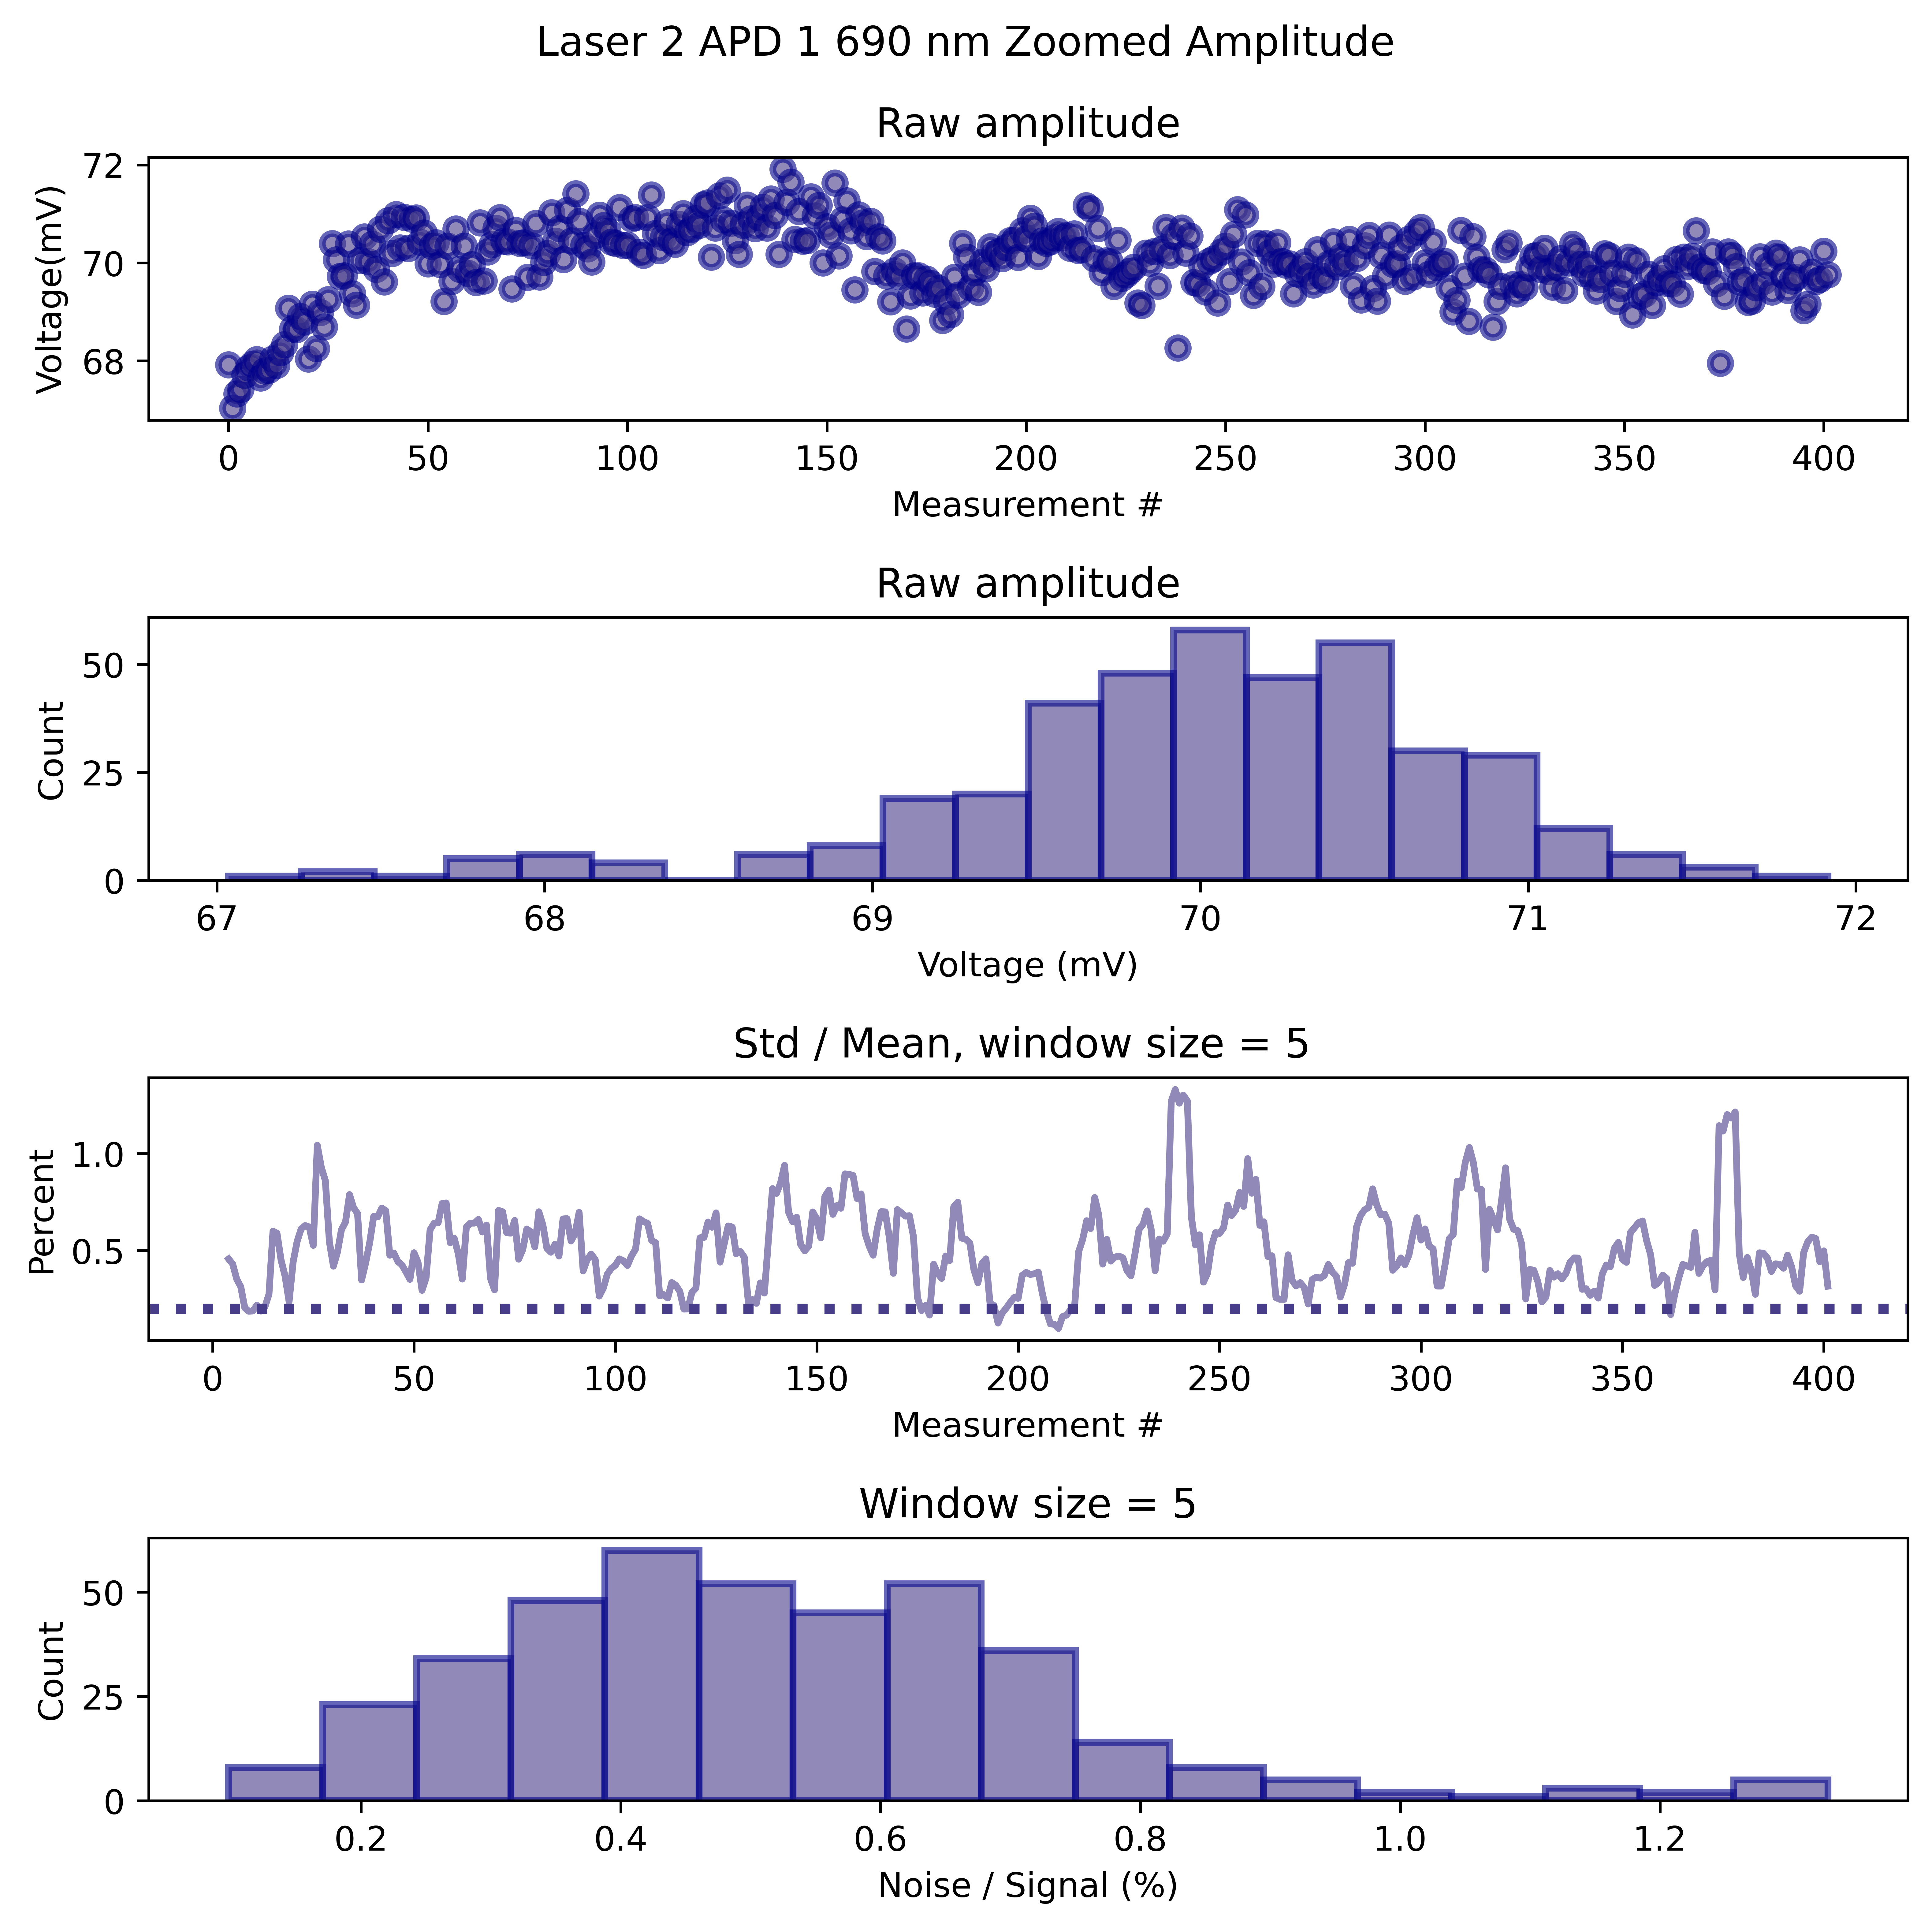 Laser 2 APD 1 690 nm Zoomed Amplitude
Raw amplitude
Voltage(mV)
72
70
68
0 50 100 150 200 250 300 350 400
Measurement #
Raw amplitude
Count
50
25
0
67 68 69 70 71 72
Voltage (mV)
Std / Mean, window size = 5
Percent
1.0
0.5
0 50 100 150 200 250 300 350 400
Measurement #
Window size = 5
Count
50
25
0
0.2 0.4 0.6 0.8 1.0 1.2
Noise / Signal (%)